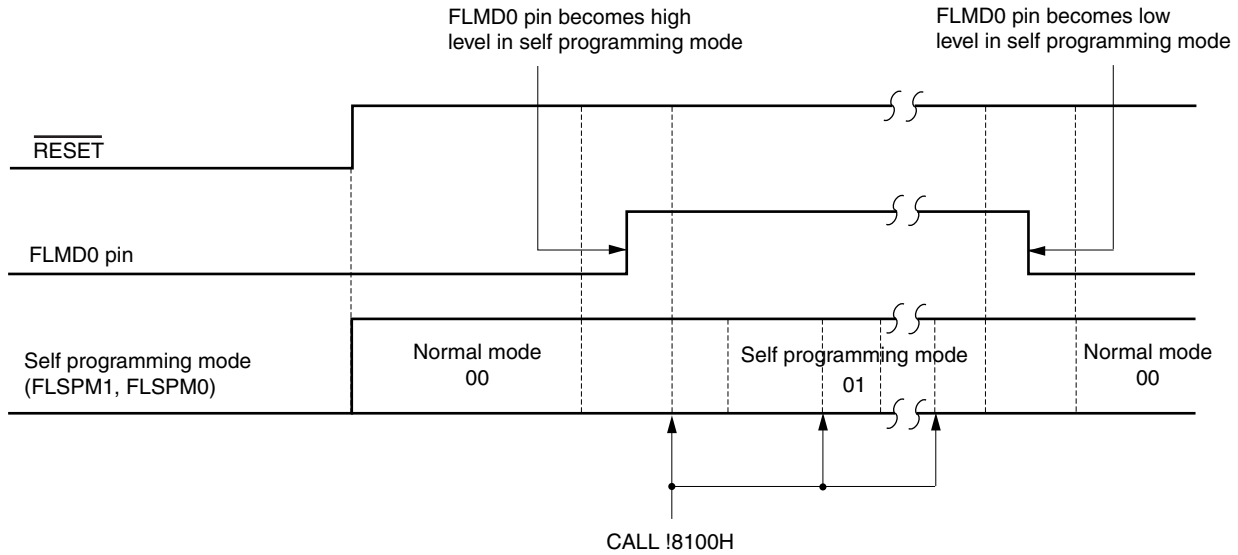 FLMD0 pin becomes high
level in self programming mode
FLMD0 pin becomes low
level in self programming mode
RESET
FLMD0 pin
Self programming mode
(FLSPM1, FLSPM0)
Normal mode
00
Self programming mode
01
Normal mode
00
CALL !8100H